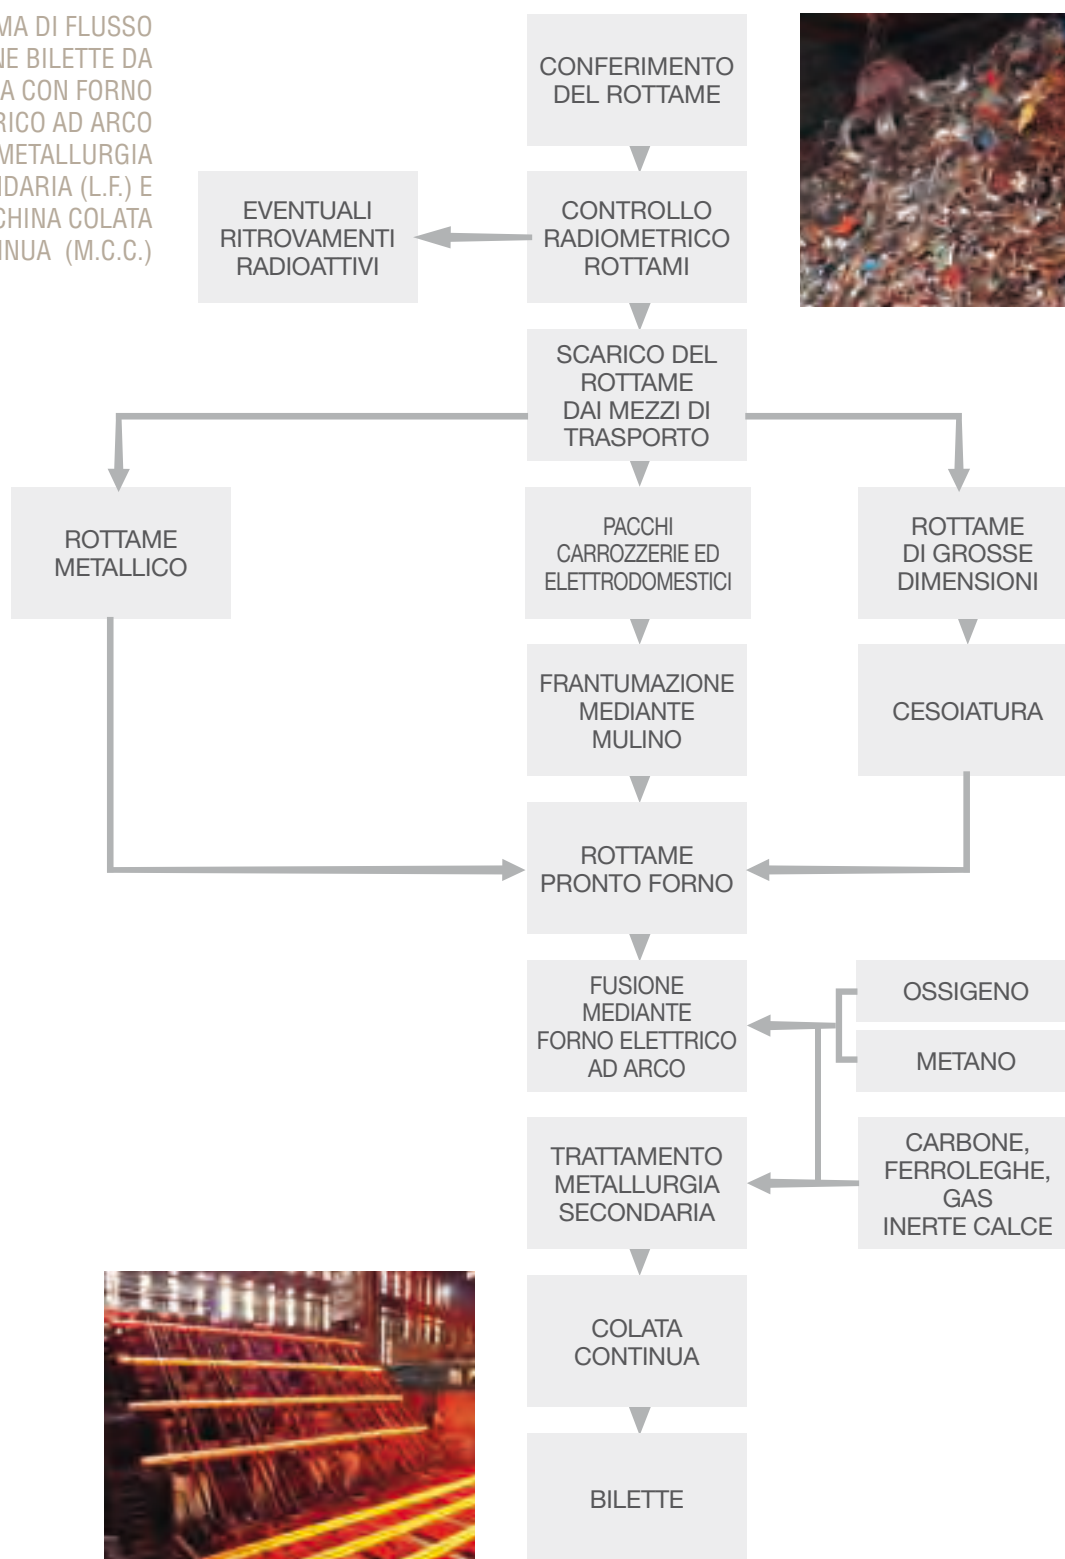 MA DI FLUSSO
NE BILETTE DA
A CON FORNO
RICO AD ARCO
METALLURGIA
NDARIA (L.F.) E
CHINA COLATA
INUA (M.C.C.)
CONFERIMENTO
DEL ROTTAME
EVENTUALI
RITROVAMENTI
RADIOATTIVI
CONTROLLO
RADIOMETRICO
ROTTAMI
SCARICO DEL
ROTTAME
DAI MEZZI DI
TRASPORTO
ROTTAME
METALLICO
PACCHI
CARROZZERIE ED
ELETTRODOMESTICI
ROTTAME
DI GROSSE
DIMENSIONI
FRANTUMAZIONE
MEDIANTE
MULINO
CESOIATURA
ROTTAME
PRONTO FORNO
FUSIONE
MEDIANTE
FORNO ELETTRICO
AD ARCO
OSSIGENO
METANO
TRATTAMENTO
METALLURGIA
SECONDARIA
CARBONE,
FERROLEGHE,
GAS
INERTE CALCE
COLATA
CONTINUA
BILETTE